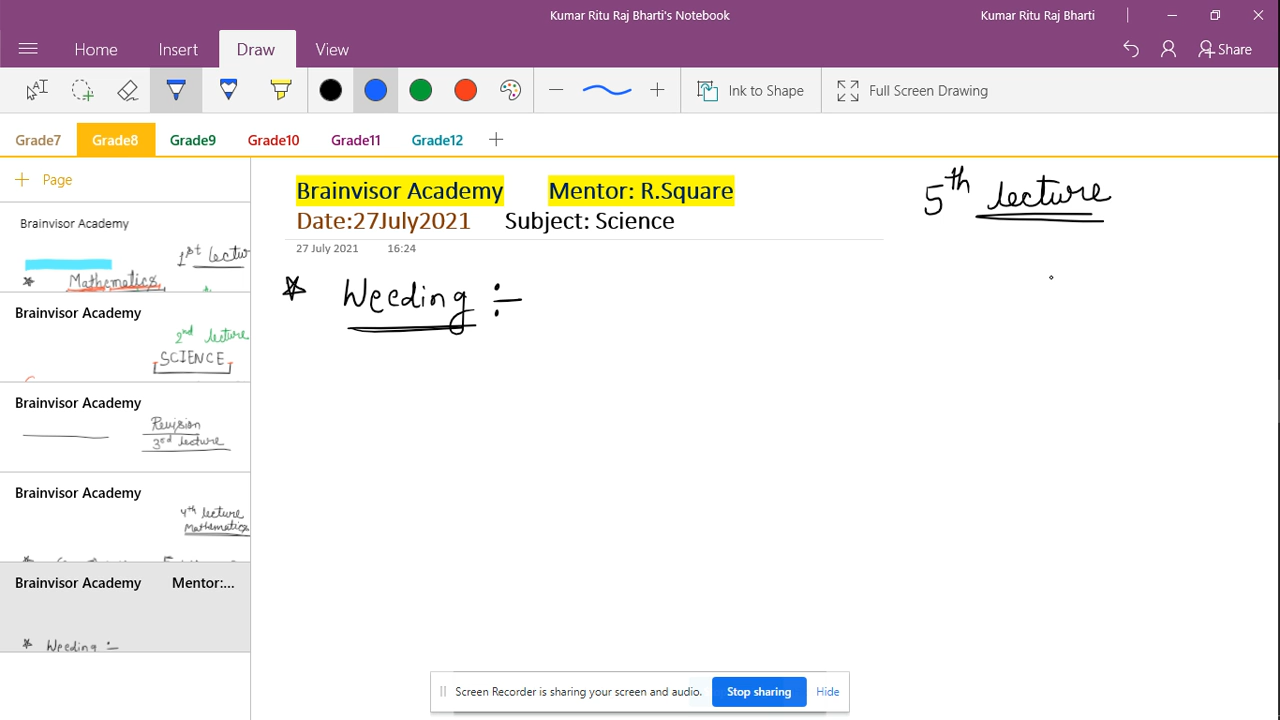 Kumar Ritu Raj Bharti's Notebook
Kumar Ritu Raj Bharti
Home Insert Draw View
Share
Ink to Shape
Full Screen Drawing
Grade7 Grade8 Grade9 Grade10 Grade11 Grade12
Page
Brainvisor Academy
1st lectur
* Mathematics
Brainvisor Academy
2nd lecture
SCIENCE
Brainvisor Academy
Revision
3rd lecture
Brainvisor Academy
4th lecture
Mathematics
Brainvisor Academy Mentor:...
* Weeding :-
Brainvisor Academy Mentor: R.Square
Date:27July2021 Subject: Science
27 July 2021 16:24
5th lecture
* Weeding :-
Screen Recorder is sharing your screen and audio.
Stop sharing
Hide